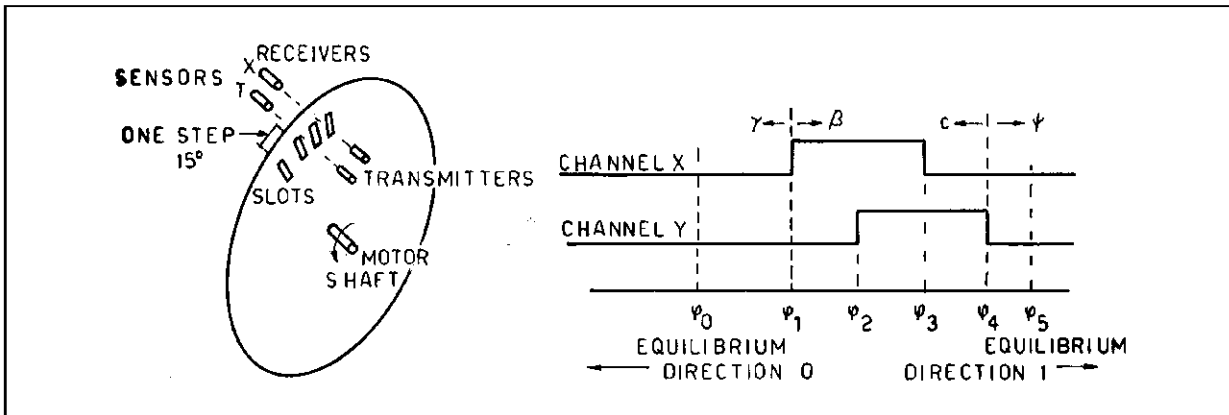 X RECEIVERS
SENSORS
T
ONE STEP
15°
SLOTS
TRANSMITTERS
MOTOR
SHAFT
γ β c ψ
CHANNEL X
CHANNEL Y
φ0 φ1 φ2 φ3 φ4 φ5
EQUILIBRIUM EQUILIBRIUM
DIRECTION 0 DIRECTION 1